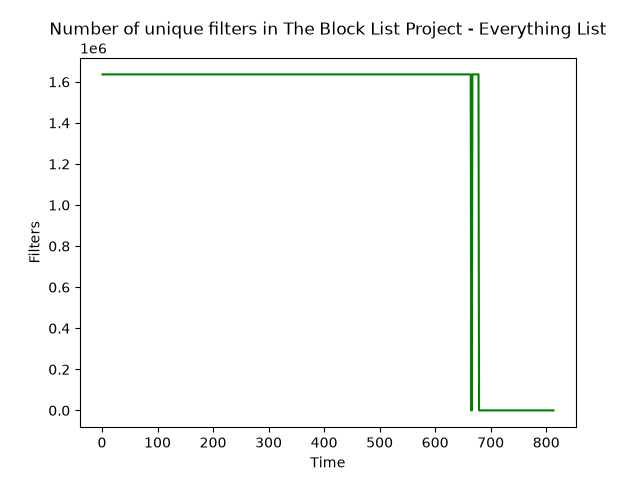 Number of unique filters in The Block List Project - Everything List
1e6
1.6
1.4
1.2
1.0
0.8
0.6
0.4
0.2
0.0
Filters
0 100 200 300 400 500 600 700 800
Time